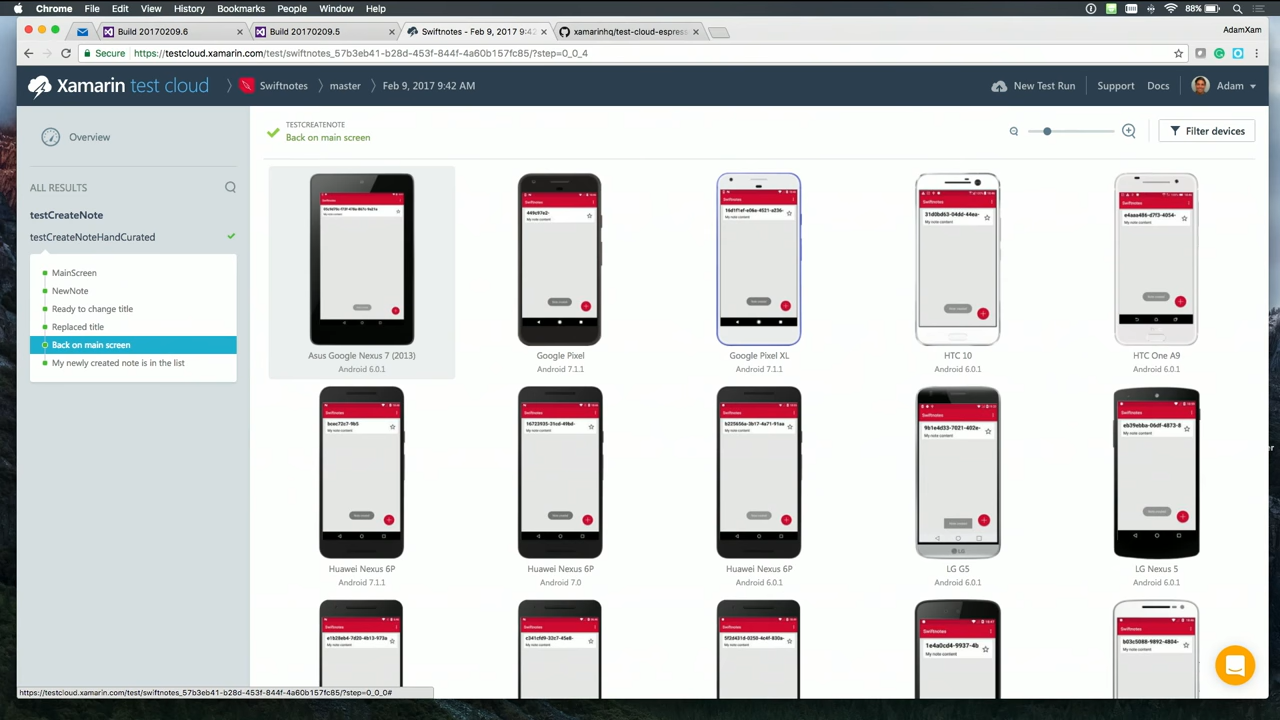 Chrome File Edit View History Bookmarks People Window Help
88%
Build 20170209.6
Build 20170209.5
Swiftnotes - Feb 9, 2017 9:42
xamarinhq/test-cloud-espres
AdamXam
Secure
https://testcloud.xamarin.com/test/swiftnotes_57b3eb41-b28d-453f-844f-4a60b157fc85/?step=0_0_4
Xamarin test cloud
Swiftnotes
master
Feb 9, 2017 9:42 AM
New Test Run
Support
Docs
Adam
Overview
TESTCREATENOTE
Back on main screen
Filter devices
ALL RESULTS
testCreateNote
testCreateNoteHandCurated
MainScreen
NewNote
Ready to change title
Replaced title
Back on main screen
My newly created note is in the list
Asus Google Nexus 7 (2013)
Android 6.0.1
Google Pixel
Android 7.1.1
Google Pixel XL
Android 7.1.1
HTC 10
Android 6.0.1
HTC One A9
Android 6.0.1
Huawei Nexus 6P
Android 7.1.1
Huawei Nexus 6P
Android 7.0
Huawei Nexus 6P
Android 6.0.1
LG G5
Android 6.0.1
LG Nexus 5
Android 6.0.1
https://testcloud.xamarin.com/test/swiftnotes_57b3eb41-b28d-453f-844f-4a60b157fc85/?step=0_0_0#